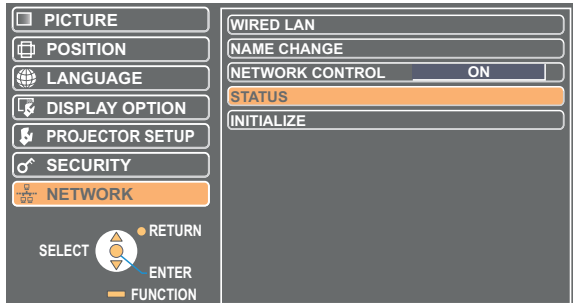 PICTURE
POSITION
LANGUAGE
DISPLAY OPTION
PROJECTOR SETUP
SECURITY
NETWORK
RETURN
SELECT
ENTER
FUNCTION
WIRED LAN
NAME CHANGE
NETWORK CONTROL ON
STATUS
INITIALIZE